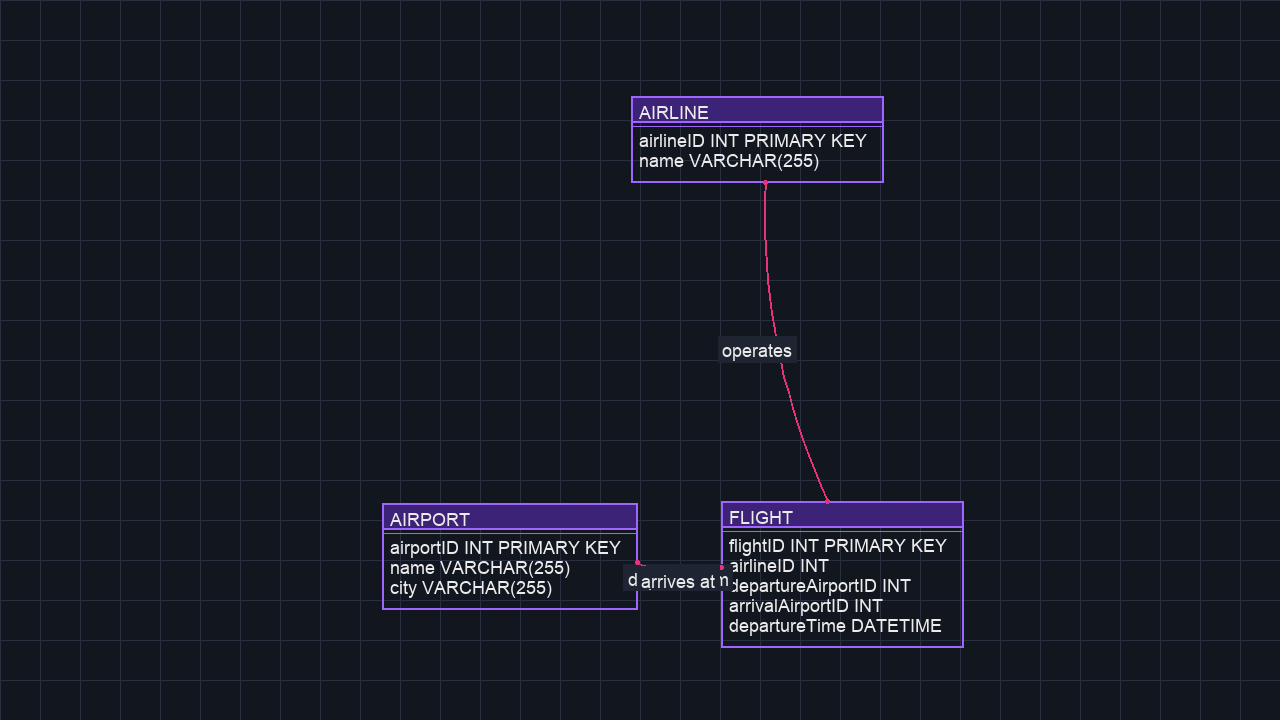 AIRLINE
airlineID INT PRIMARY KEY
name VARCHAR(255)
operates
AIRPORT
airportID INT PRIMARY KEY
name VARCHAR(255)
city VARCHAR(255)
arrives at
FLIGHT
flightID INT PRIMARY KEY
airlineID INT
departureAirportID INT
arrivalAirportID INT
departureTime DATETIME